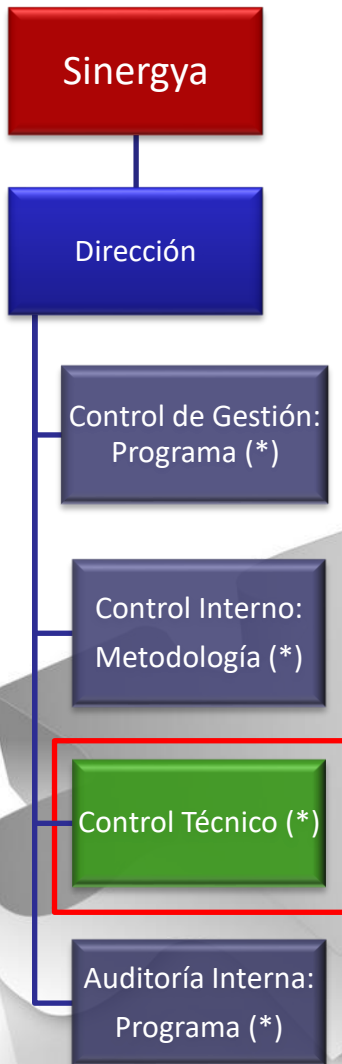 Sinergya
Dirección
Control de Gestión:
Programa (*)
Control Interno:
Metodología (*)
Control Técnico (*)
Auditoría Interna:
Programa (*)